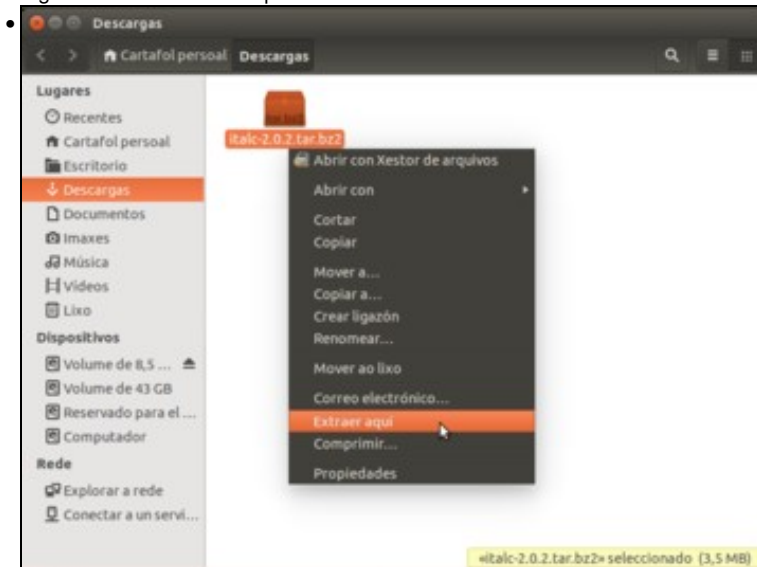 Descargas
Cartafol persoal Descargas
Lugares
Recentes
Cartafol persoal
Escritorio
Descargas
Documentos
Imaxes
Música
Vídeos
Lixo
Dispositivos
Volume de 8,5 ...
Volume de 43 GB
Reservado para el ...
Computador
Rede
Explorar a rede
Conectar a un servi...
italc-2.0.2.tar.bz2
Abrir con Xestor de arquivos
Abrir con
Cortar
Copiar
Mover a...
Copiar a...
Crear ligazón
Renomear...
Mover ao lixo
Correo electrónico...
Extraer aquí
Comprimir...
Propiedades
«italc-2.0.2.tar.bz2» seleccionado (3,5 MB)